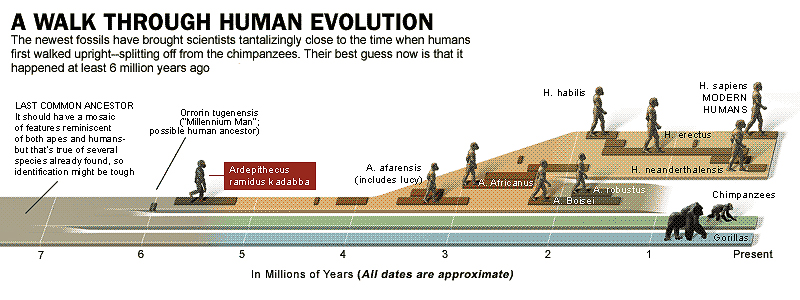 A WALK THROUGH HUMAN EVOLUTION
The newest fossils have brought scientists tantalizingly close to the time when humans
first walked upright--splitting off from the chimpanzees. Their best guess now is that it
happened at least 6 million years ago
LAST COMMON ANCESTOR
It should have a mosaic
of features reminiscent
of both apes and humans-
but that's true of several
species already found, so
identification might be tough
Orrorin tugenensis
("Millennium Man";
possible human ancestor)
Ardepithecus
ramidus kadabba
A. afarensis
(includes lucy)
A. Africanus
H. habilis
H. sapiens
MODERN
HUMANS
H. erectus
H. neanderthalensis
A. robustus
A. Boisei
Chimpanzees
Gorillas
7 6 5 4 3 2 1 Present
In Millions of Years (All dates are approximate)